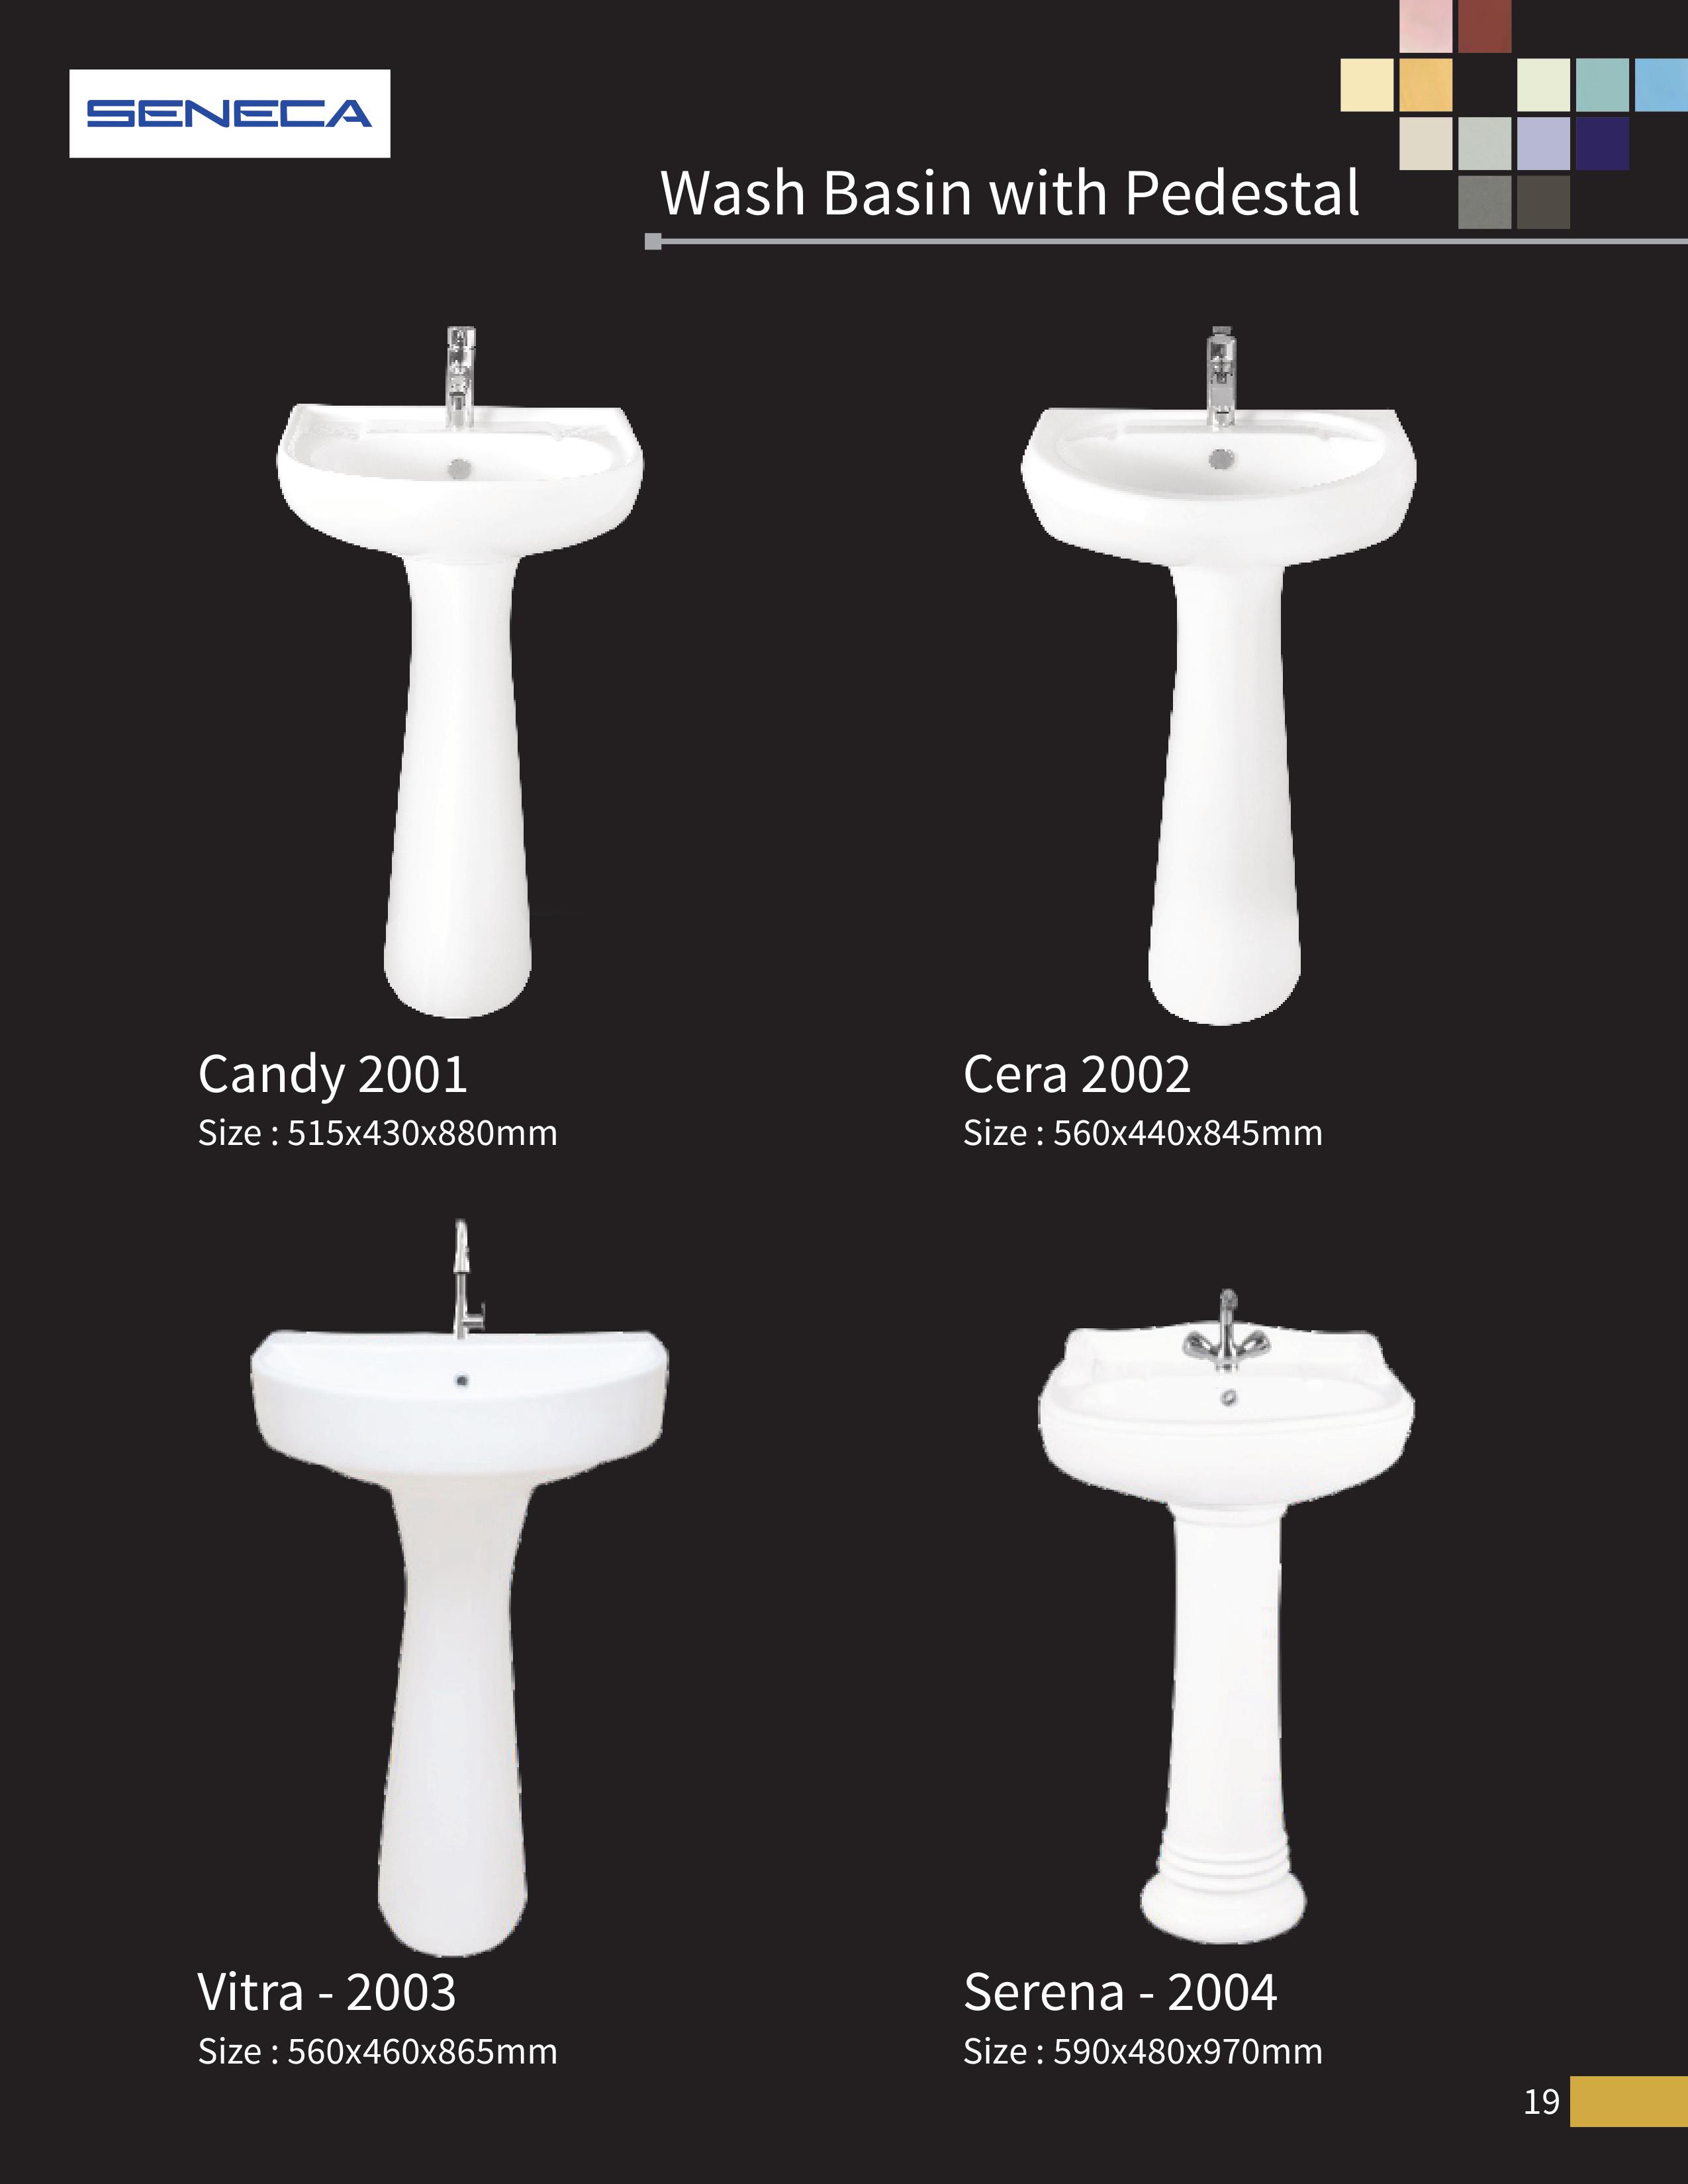 SENECA
Wash Basin with Pedestal
Candy 2001
Size : 515x430x880mm
Cera 2002
Size : 560x440x845mm
Vitra - 2003
Size : 560x460x865mm
Serena - 2004
Size : 590x480x970mm
19